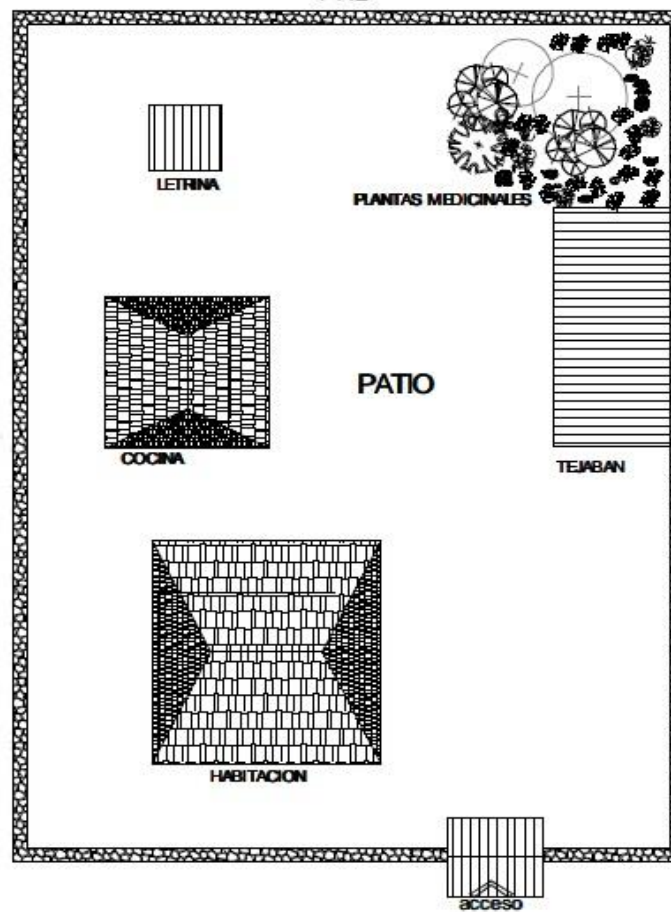 LETRINA
PLANTAS MEDICINALES
PATIO
COCINA
TEJABAN
HABITACION
acceso